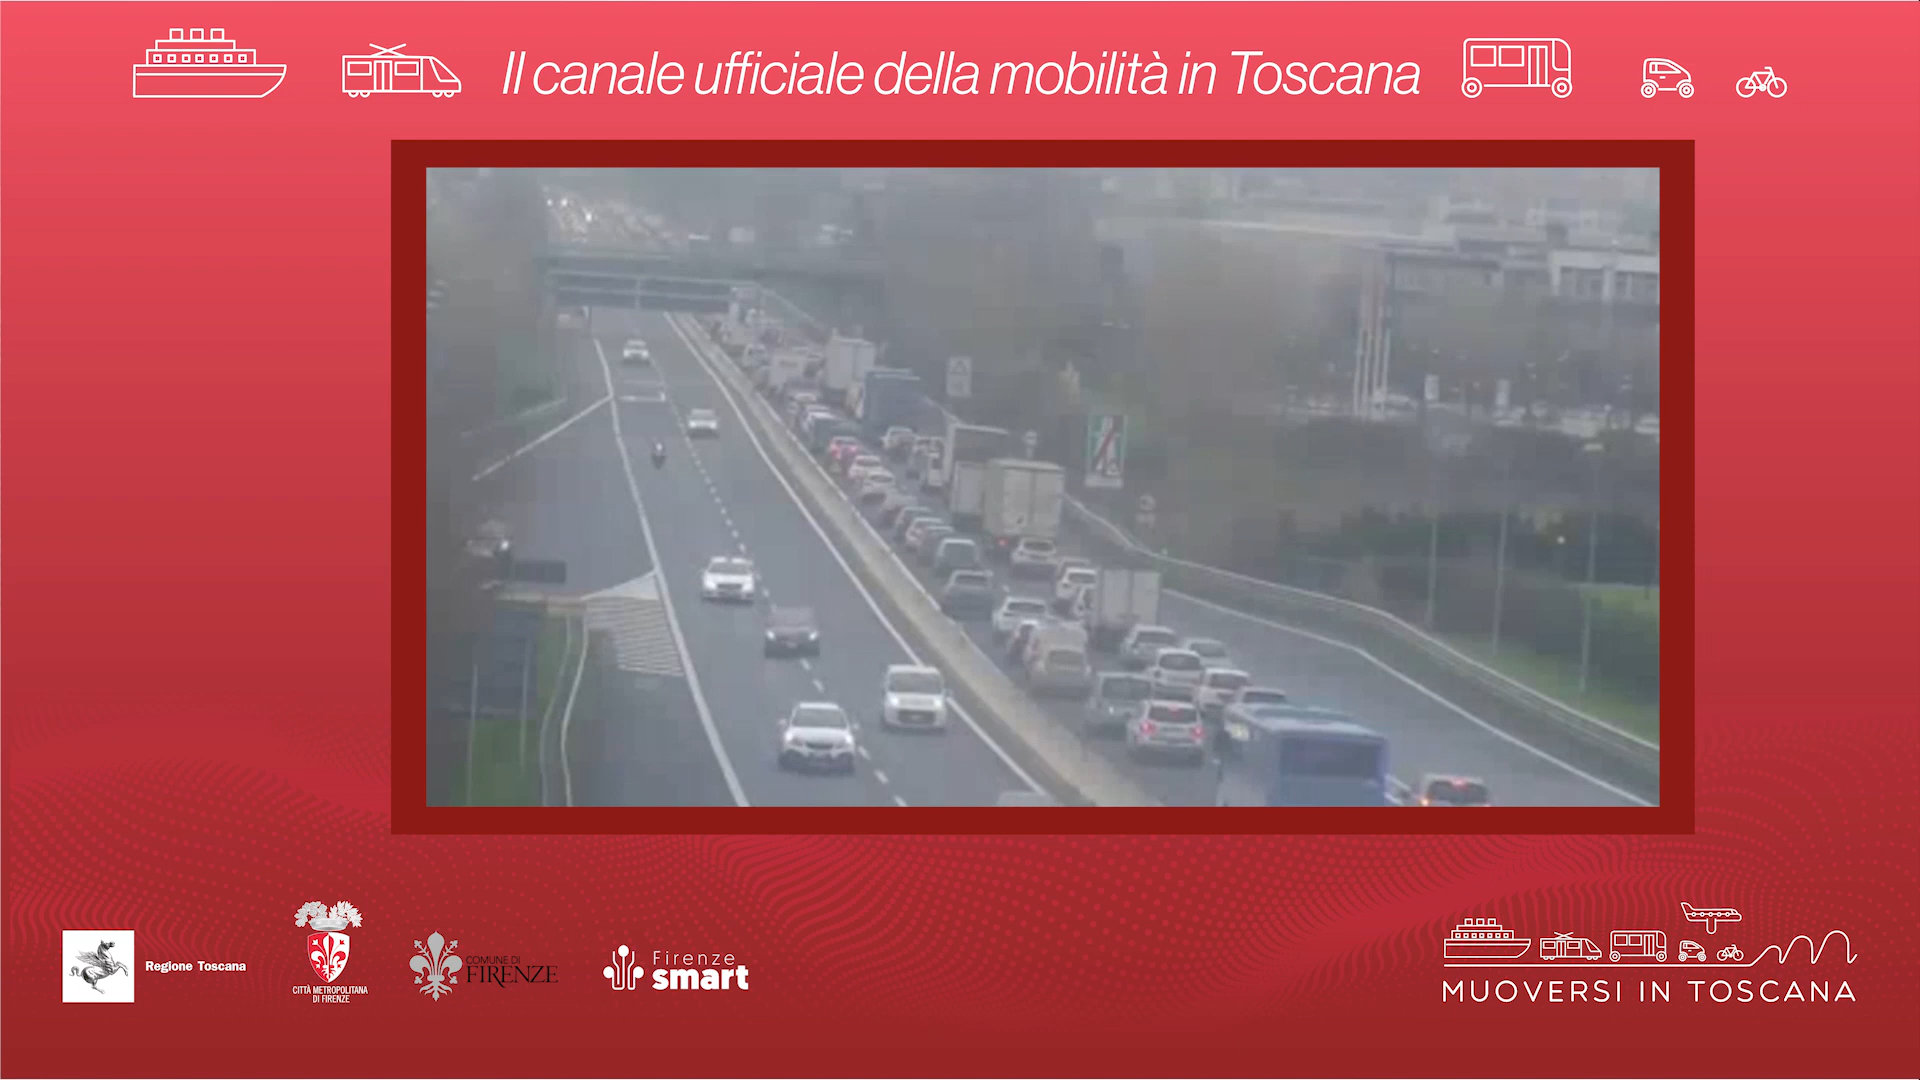 Il canale ufficiale della mobilità in Toscana
Regione Toscana
CITTÀ METROPOLITANA
DI FIRENZE
COMUNE DI
FIRENZE
Firenze
smart
MUOVERSI IN TOSCANA